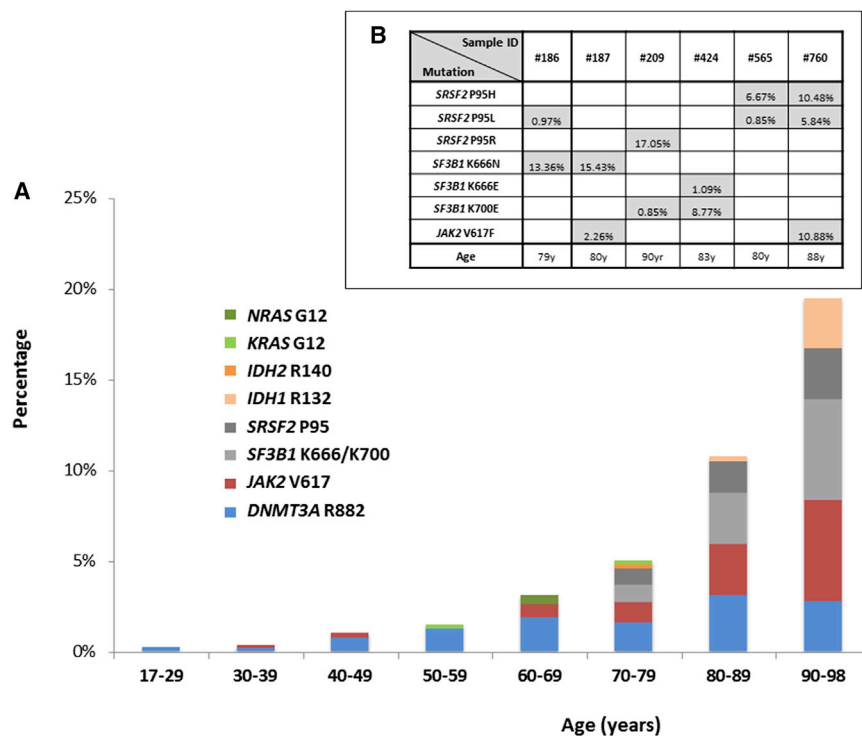 B
Sample ID
Mutation
#186 #187 #209 #424 #565 #760
SRSF2 P95H 6.67% 10.48%
SRSF2 P95L 0.97% 0.85% 5.84%
SRSF2 P95R 17.05%
SF3B1 K666N 13.36% 15.43%
SF3B1 K666E 1.09%
SF3B1 K700E 0.85% 8.77%
JAK2 V617F 2.26% 10.88%
Age 79y 80y 90yr 83y 80y 88y
A
Percentage
25%
20%
15%
10%
5%
0%
NRAS G12
KRAS G12
IDH2 R140
IDH1 R132
SRSF2 P95
SF3B1 K666/K700
JAK2 V617
DNMT3A R882
17-29 30-39 40-49 50-59 60-69 70-79 80-89 90-98
Age (years)